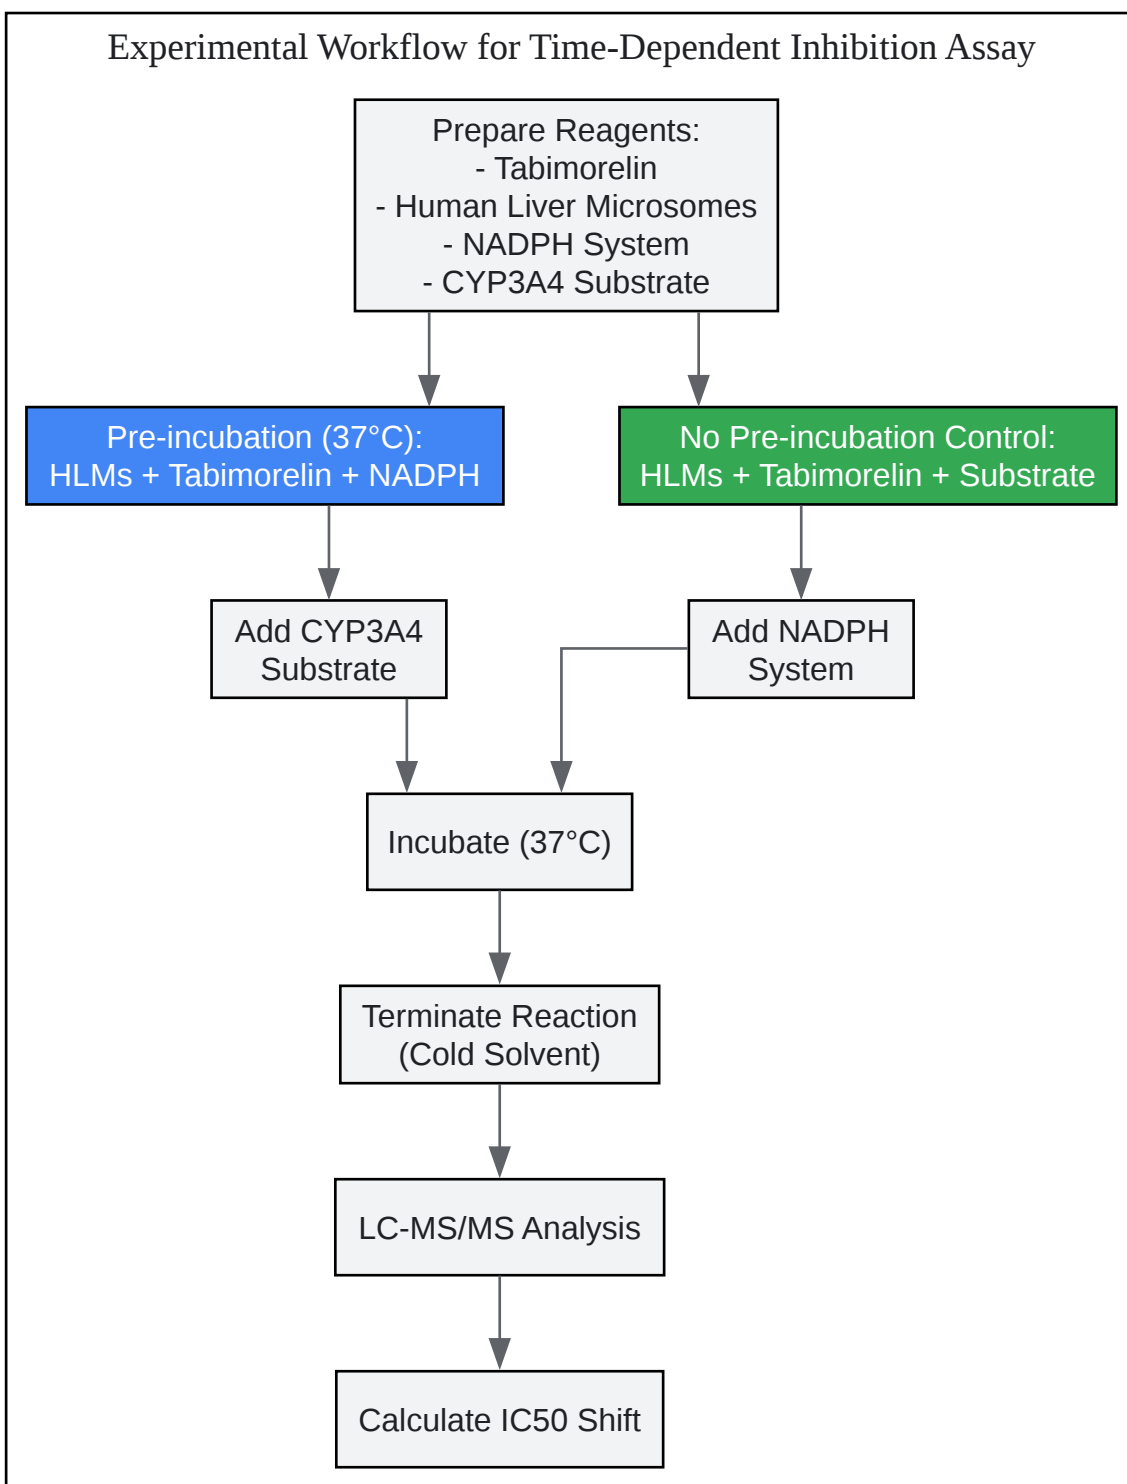 Experimental Workflow for Time-Dependent Inhibition Assay
Prepare Reagents:
- Tabimorelin
- Human Liver Microsomes
- NADPH System
- CYP3A4 Substrate
Pre-incubation (37°C):
HLMs + Tabimorelin + NADPH
No Pre-incubation Control:
HLMs + Tabimorelin + Substrate
Add CYP3A4
Substrate
Add NADPH
System
Incubate (37°C)
Terminate Reaction
(Cold Solvent)
LC-MS/MS Analysis
Calculate IC50 Shift